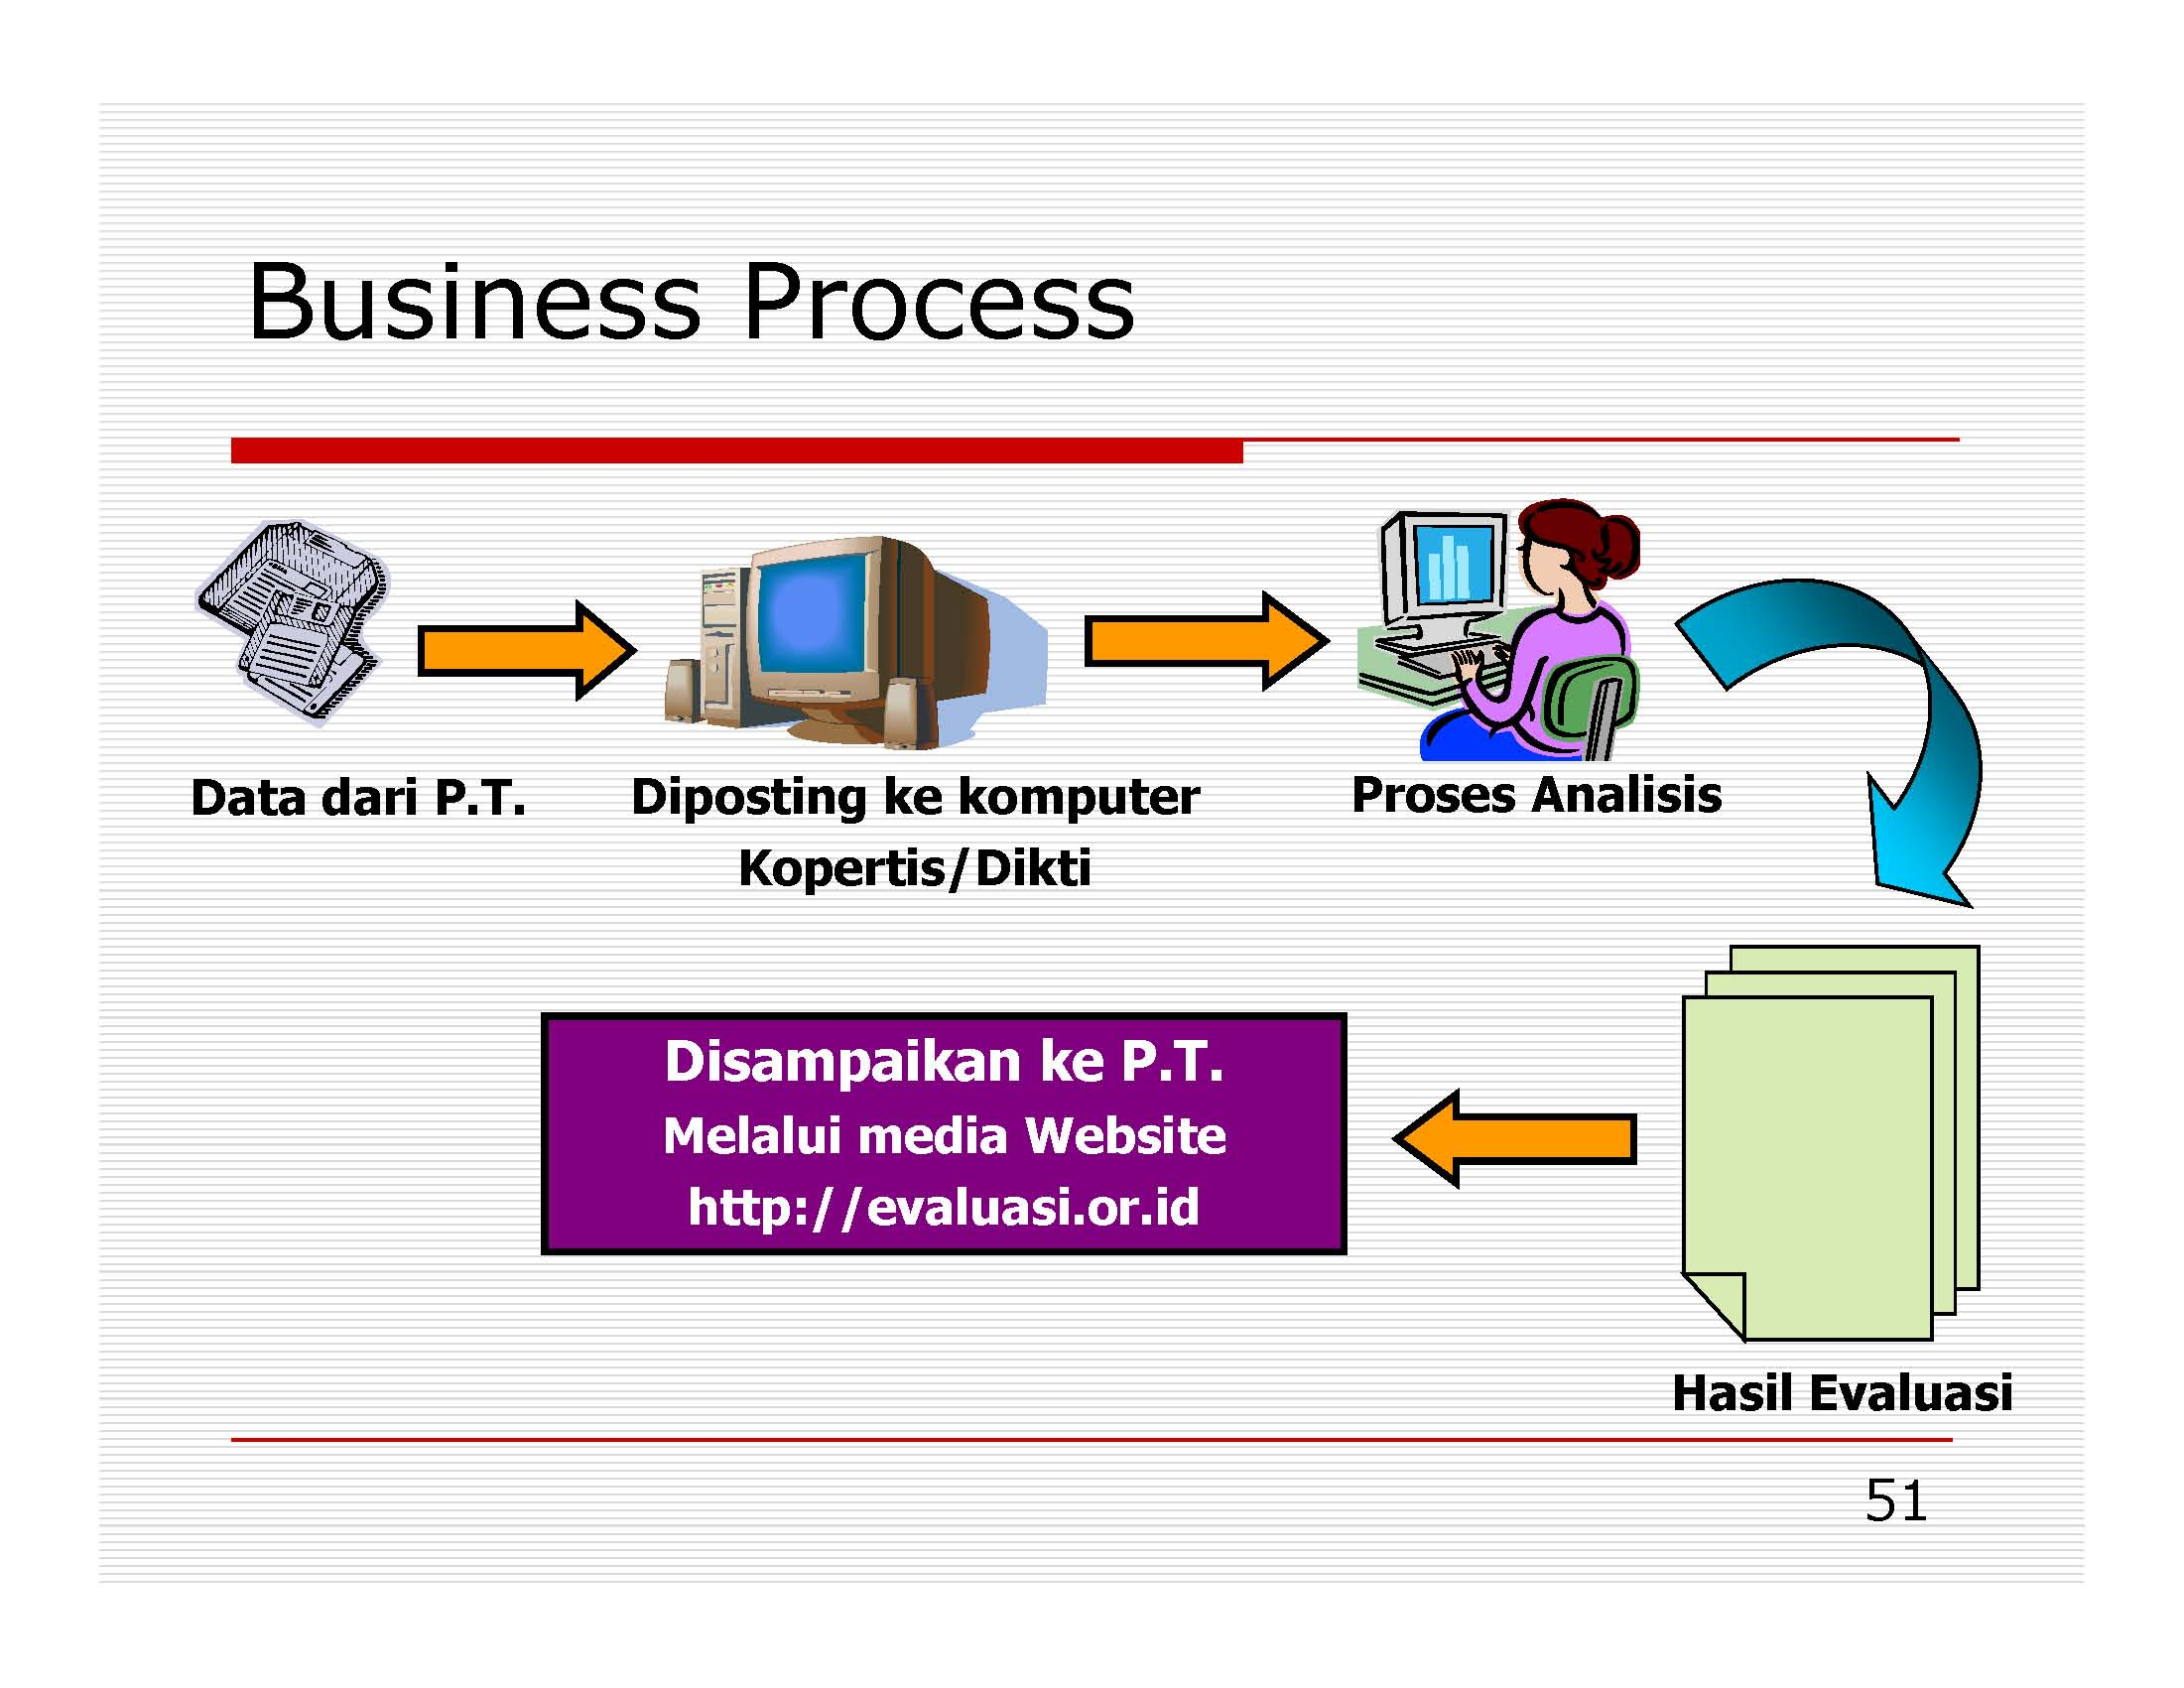 Business Process
Data dari P.T.
Diposting ke komputer
Kopertis/Dikti
Proses Analisis
Disampaikan ke P.T.
Melalui media Website
http://evaluasi.or.id
Hasil Evaluasi
51